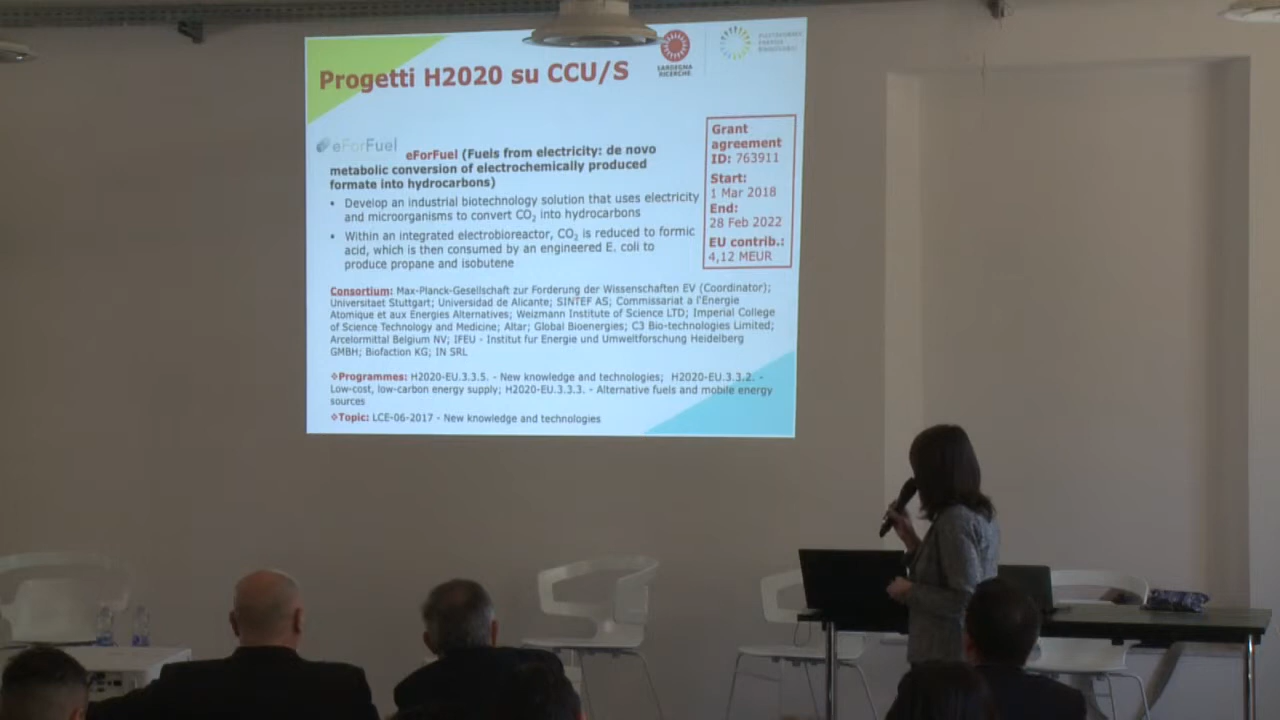 Progetti H2020 su CCU/S
SARDEGNA
RICERCHE
PIATTAFORMA
ENERGIE
RINNOVABILI
eForFuel
eForFuel (Fuels from electricity: de novo
metabolic conversion of electrochemically produced
formate into hydrocarbons)
• Develop an industrial biotechnology solution that uses electricity
and microorganisms to convert CO2 into hydrocarbons
• Within an integrated electrobioreactor, CO2 is reduced to formic
acid, which is then consumed by an engineered E. coli to
produce propane and isobutene
Grant
agreement
ID: 763911
Start:
1 Mar 2018
End:
28 Feb 2022
EU contrib.:
4,12 MEUR
Consortium: Max-Planck-Gesellschaft zur Forderung der Wissenschaften EV (Coordinator);
Universitaet Stuttgart; Universidad de Alicante; SINTEF AS; Commissariat a l'Energie
Atomique et aux Energies Alternatives; Weizmann Institute of Science LTD; Imperial College
of Science Technology and Medicine; Altar; Global Bioenergies; C3 Bio-technologies Limited;
Arcelormittal Belgium NV; IFEU - Institut fur Energie und Umweltforschung Heidelberg
GMBH; Biofaction KG; IN SRL
❖Programmes: H2020-EU.3.3.5. - New knowledge and technologies; H2020-EU.3.3.2. -
Low-cost, low-carbon energy supply; H2020-EU.3.3.3. - Alternative fuels and mobile energy
sources
❖Topic: LCE-06-2017 - New knowledge and technologies